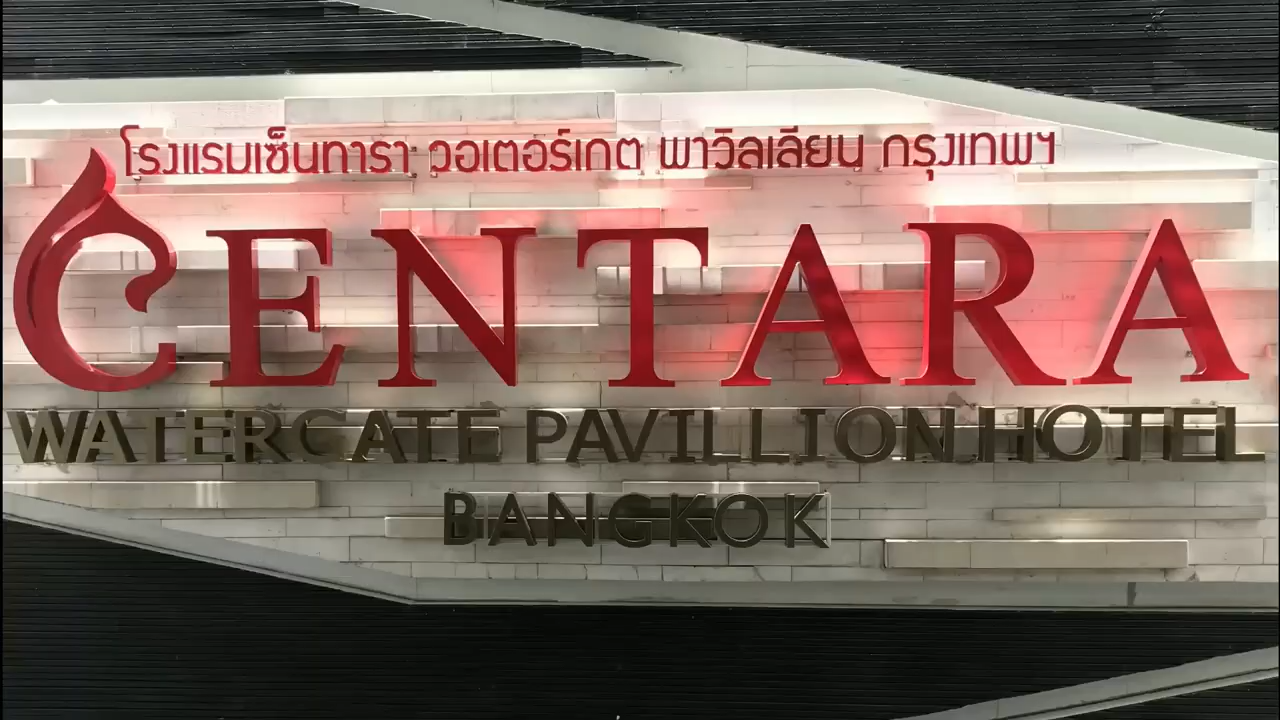 โรงแรมเซ็นทารา วอเตอร์เกต พาวิลเลียน กรุงเทพฯ
CENTARA
WATERGATE PAVILLION HOTEL
BANGKOK